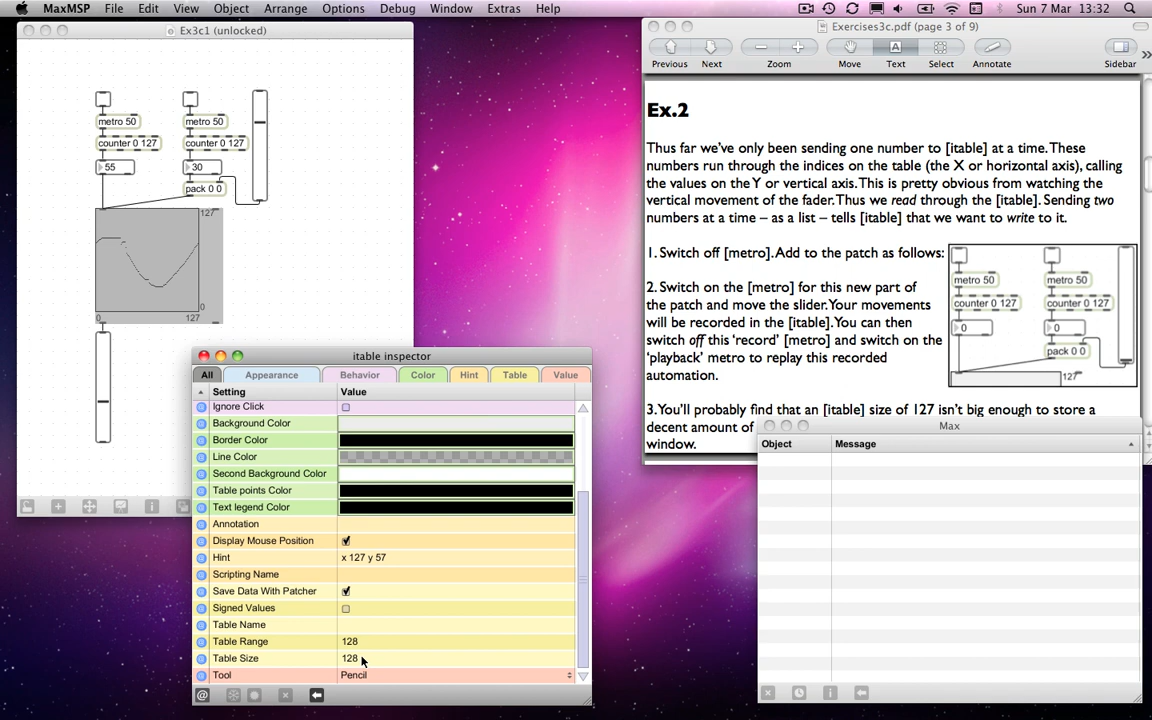 MaxMSP File Edit View Object Arrange Options Debug Window Extras Help Sun 7 Mar 13:32
Ex3c1 (unlocked)
metro 50 metro 50
counter 0 127 counter 0 127
55 30
pack 0 0
127
0
0 127
Exercises3c.pdf (page 3 of 9)
Previous Next Zoom Move Text Select Annotate Sidebar
Ex.2
Thus far we've only been sending one number to [itable] at a time. These
numbers run through the indices on the table (the X or horizontal axis), calling
the values on the Y or vertical axis. This is pretty obvious from watching the
vertical movement of the fader. Thus we read through the [itable]. Sending two
numbers at a time – as a list – tells [itable] that we want to write to it.
1. Switch off [metro]. Add to the patch as follows:
2. Switch on the [metro] for this new part of
the patch and move the slider. Your movements
will be recorded in the [itable]. You can then
switch off this 'record' [metro] and switch on the
'playback' metro to replay this recorded
automation.
metro 50 metro 50
counter 0 127 counter 0 127
0 0
pack 0 0
127
3. You'll probably find that an [itable] size of 127 isn't big enough to store a
decent amount of
window.
itable inspector
All Appearance Behavior Color Hint Table Value
Setting Value
Ignore Click
Background Color
Border Color
Line Color
Second Background Color
Table points Color
Text legend Color
Annotation
Display Mouse Position
Hint x 127 y 57
Scripting Name
Save Data With Patcher
Signed Values
Table Name
Table Range 128
Table Size 128
Tool Pencil
Max
Object Message